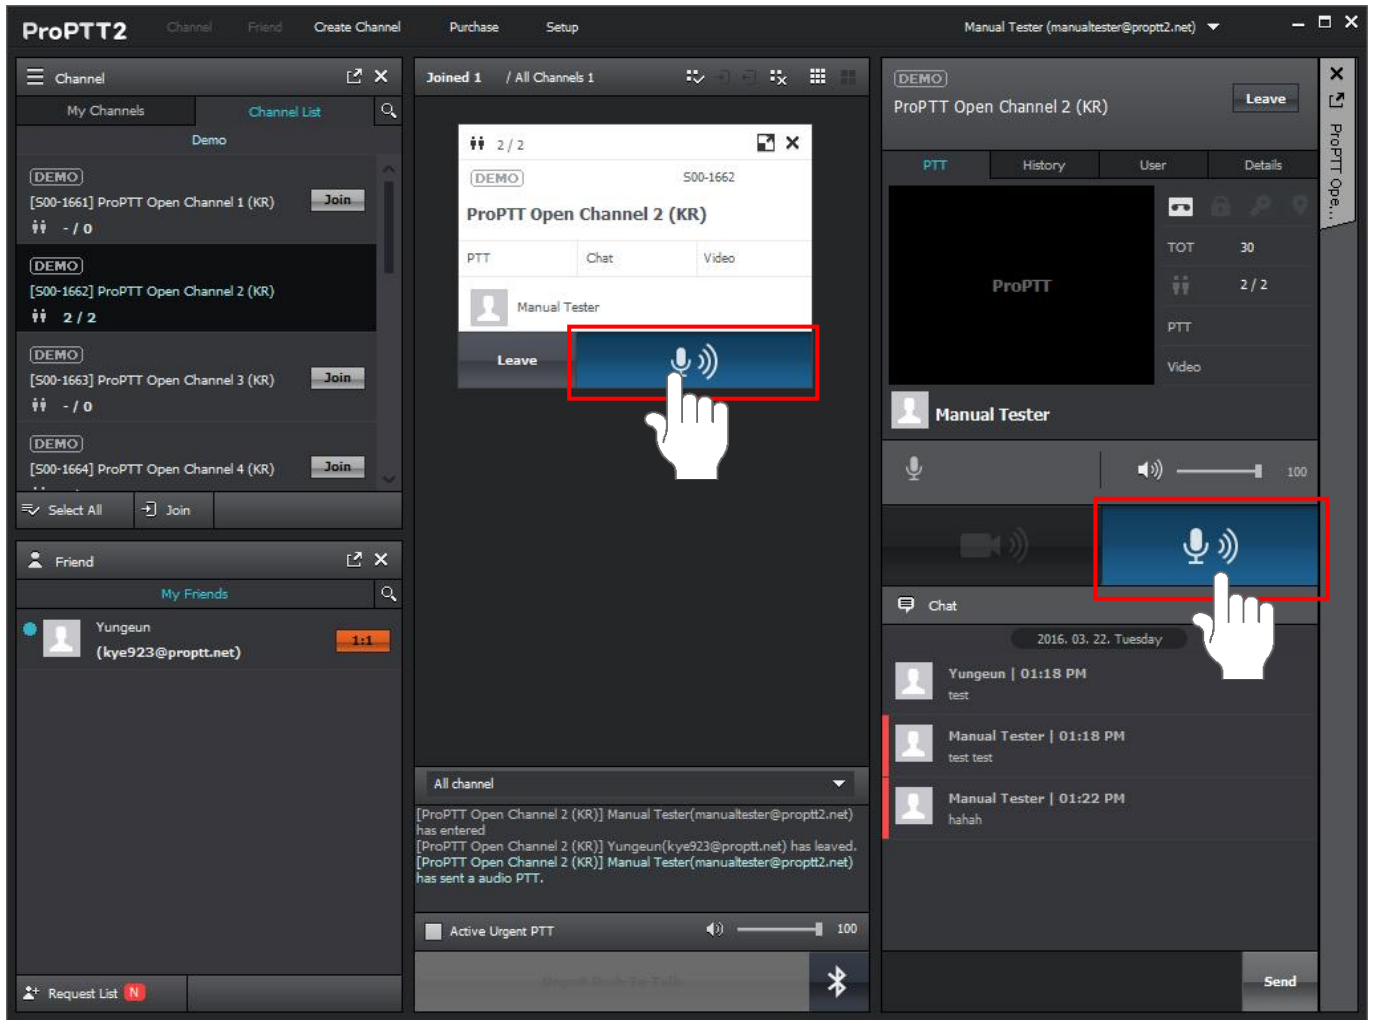 ProPTT2
Channel
Friend
Create Channel
Purchase
Setup
Manual Tester (manualtester@proptt2.net)
Channel
My Channels
Channel List
Demo
DEMO
[S00-1661] ProPTT Open Channel 1 (KR)
Join
- / 0
DEMO
[S00-1662] ProPTT Open Channel 2 (KR)
2 / 2
DEMO
[S00-1663] ProPTT Open Channel 3 (KR)
Join
- / 0
DEMO
[S00-1664] ProPTT Open Channel 4 (KR)
Join
Select All
Join
Friend
My Friends
Yungeun
(kye923@proptt.net)
1:1
Request List N
Joined 1 / All Channels 1
2 / 2
DEMO
S00-1662
ProPTT Open Channel 2 (KR)
PTT
Chat
Video
Manual Tester
Leave
All channel
[ProPTT Open Channel 2 (KR)] Manual Tester(manualtester@proptt2.net)
has entered
[ProPTT Open Channel 2 (KR)] Yungeun(kye923@proptt.net) has leaved.
[ProPTT Open Channel 2 (KR)] Manual Tester(manualtester@proptt2.net)
has sent a audio PTT.
Active Urgent PTT
100
Urgent Push To Talk
DEMO
ProPTT Open Channel 2 (KR)
Leave
PTT
History
User
Details
ProPTT
TOT
30
2 / 2
PTT
Video
Manual Tester
100
Chat
2016. 03. 22. Tuesday
Yungeun | 01:18 PM
test
Manual Tester | 01:18 PM
test test
Manual Tester | 01:22 PM
hahah
Send
ProPTT Ope...